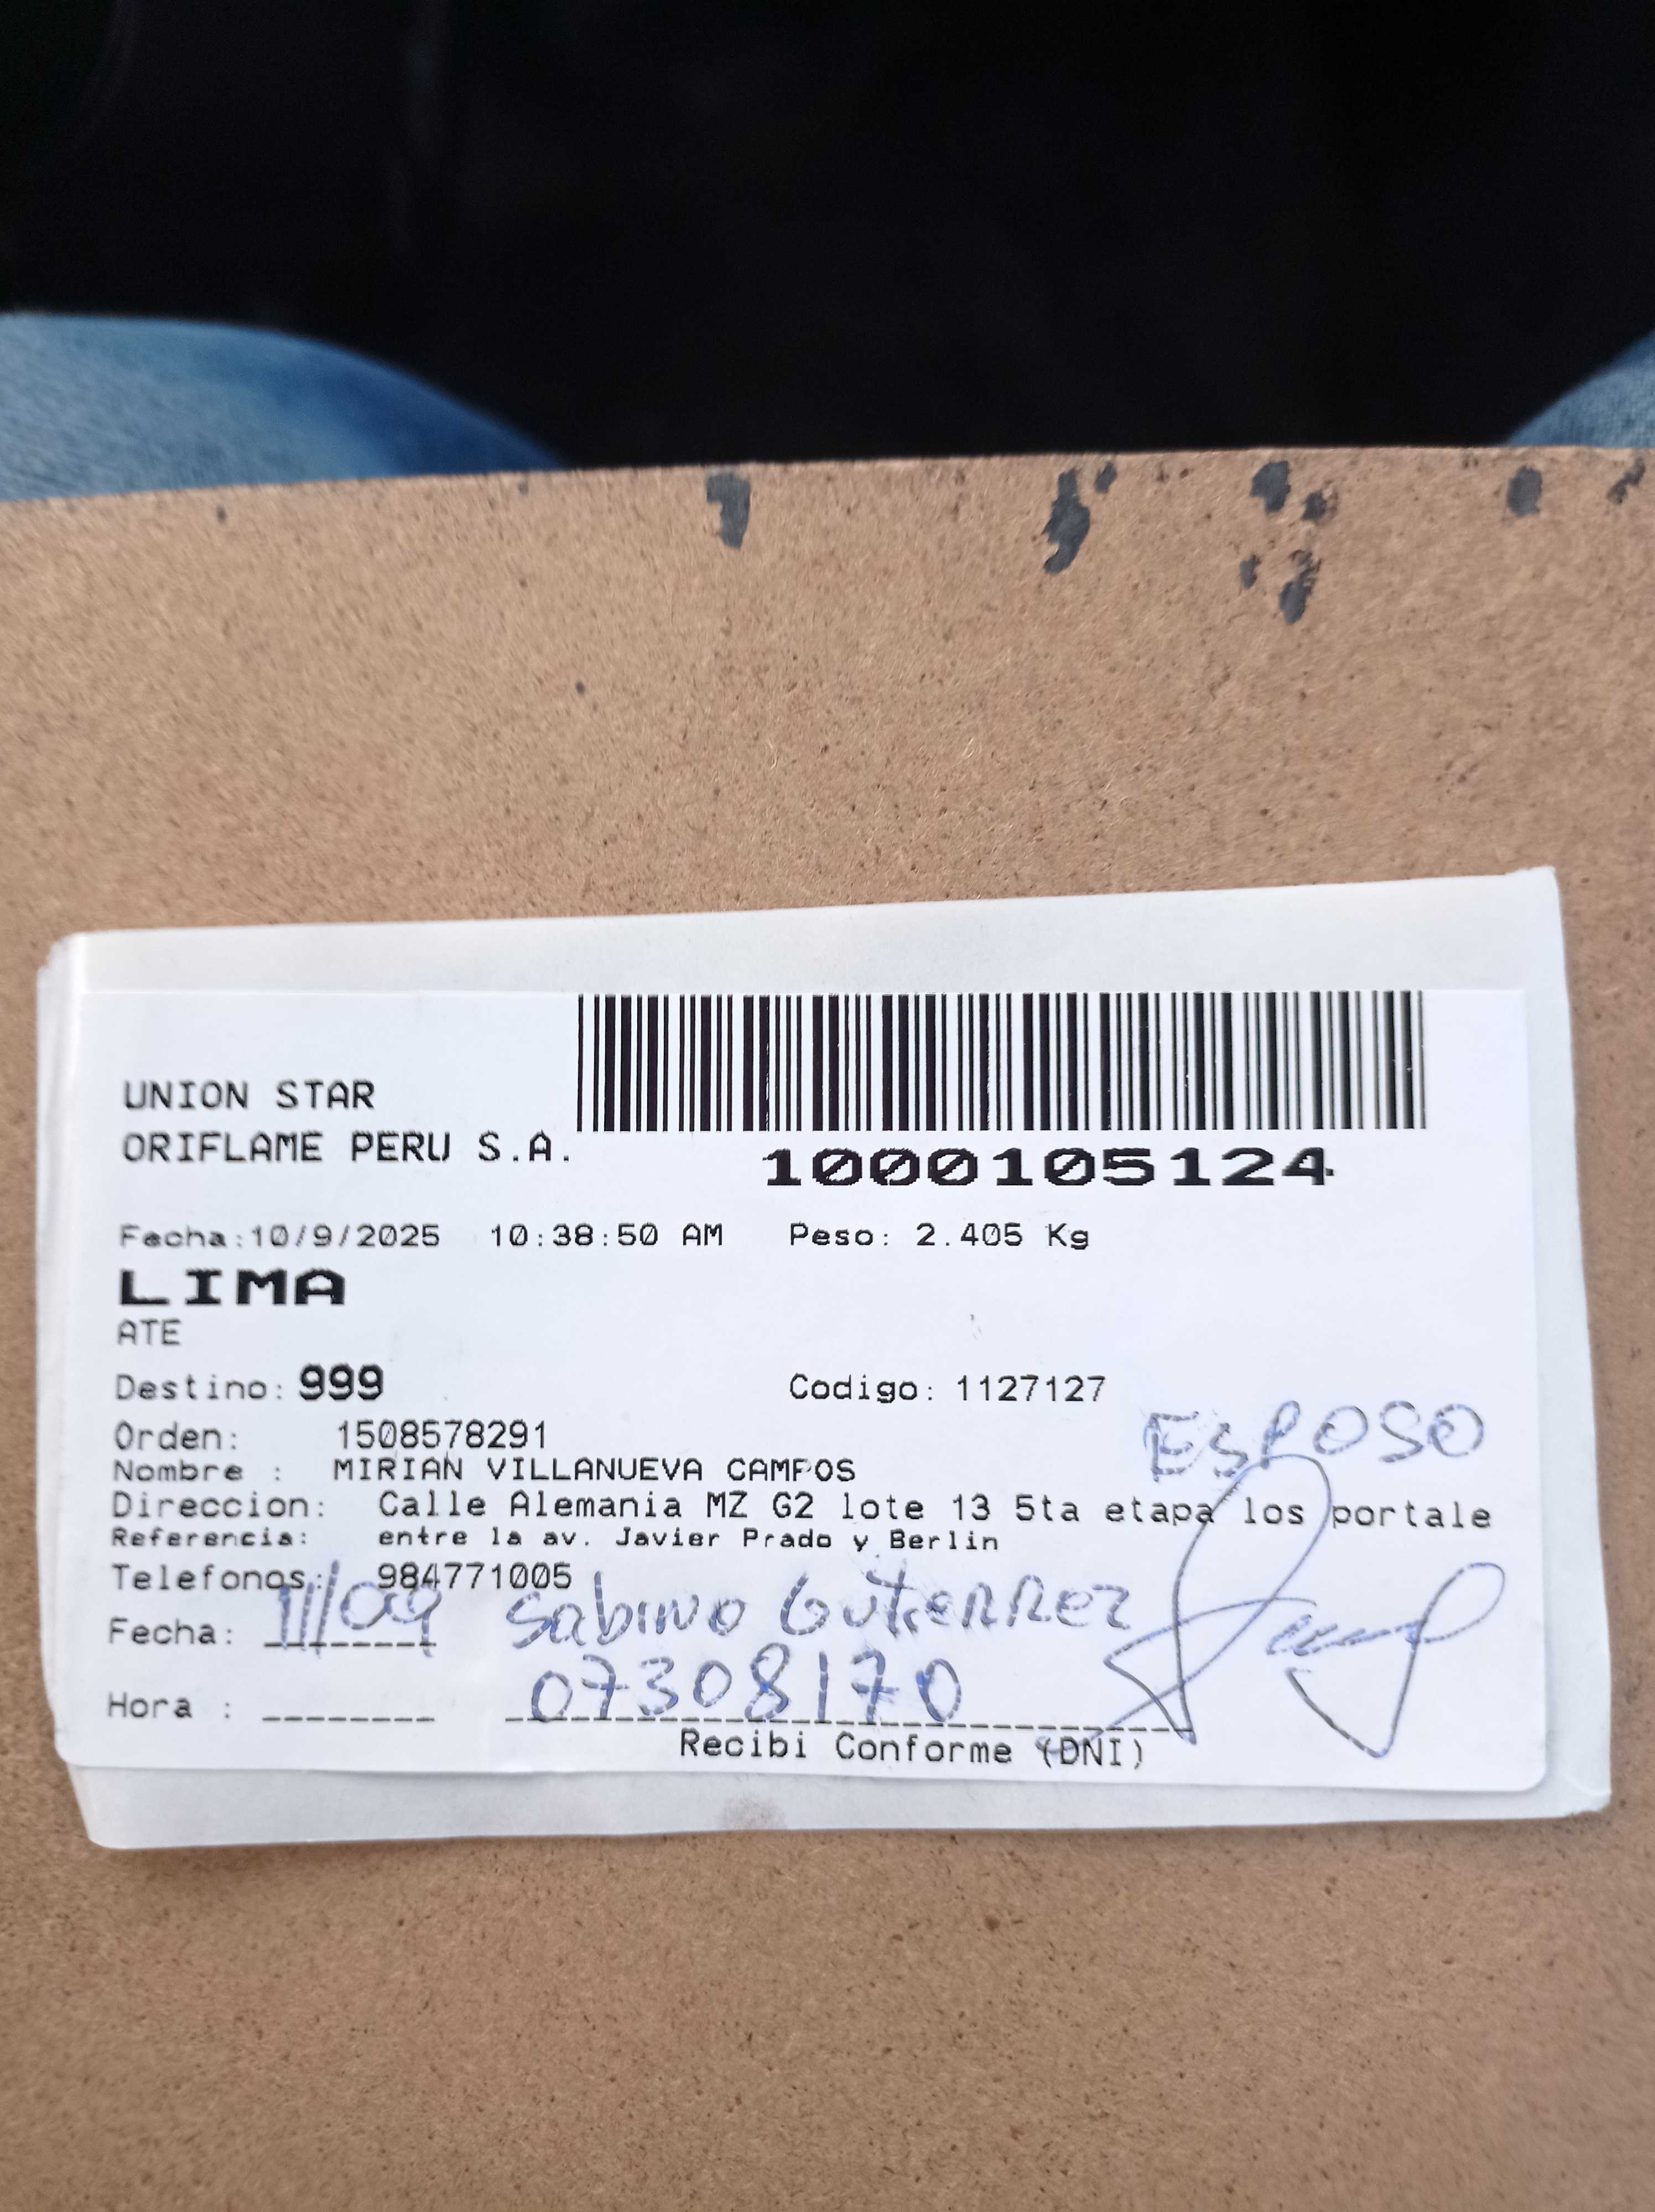 UNION STAR
ORIFLAME PERU S.A.
1000105124
Fecha:10/9/2025 10:38:50 AM Peso: 2.405 Kg
LIMA
ATE
Destino: 999 Codigo: 1127127
ESPOSO
Orden: 1508578291
Nombre : MIRIAN VILLANUEVA CAMPOS
Direccion: Calle Alemania MZ G2 lote 13 5ta etapa los portale
Referencia: entre la av. Javier Prado y Berlin
Telefonos: 984771005
Fecha: 11/09 Sabino GutieRRez
Hora : 07308170
Recibi Conforme (DNI)